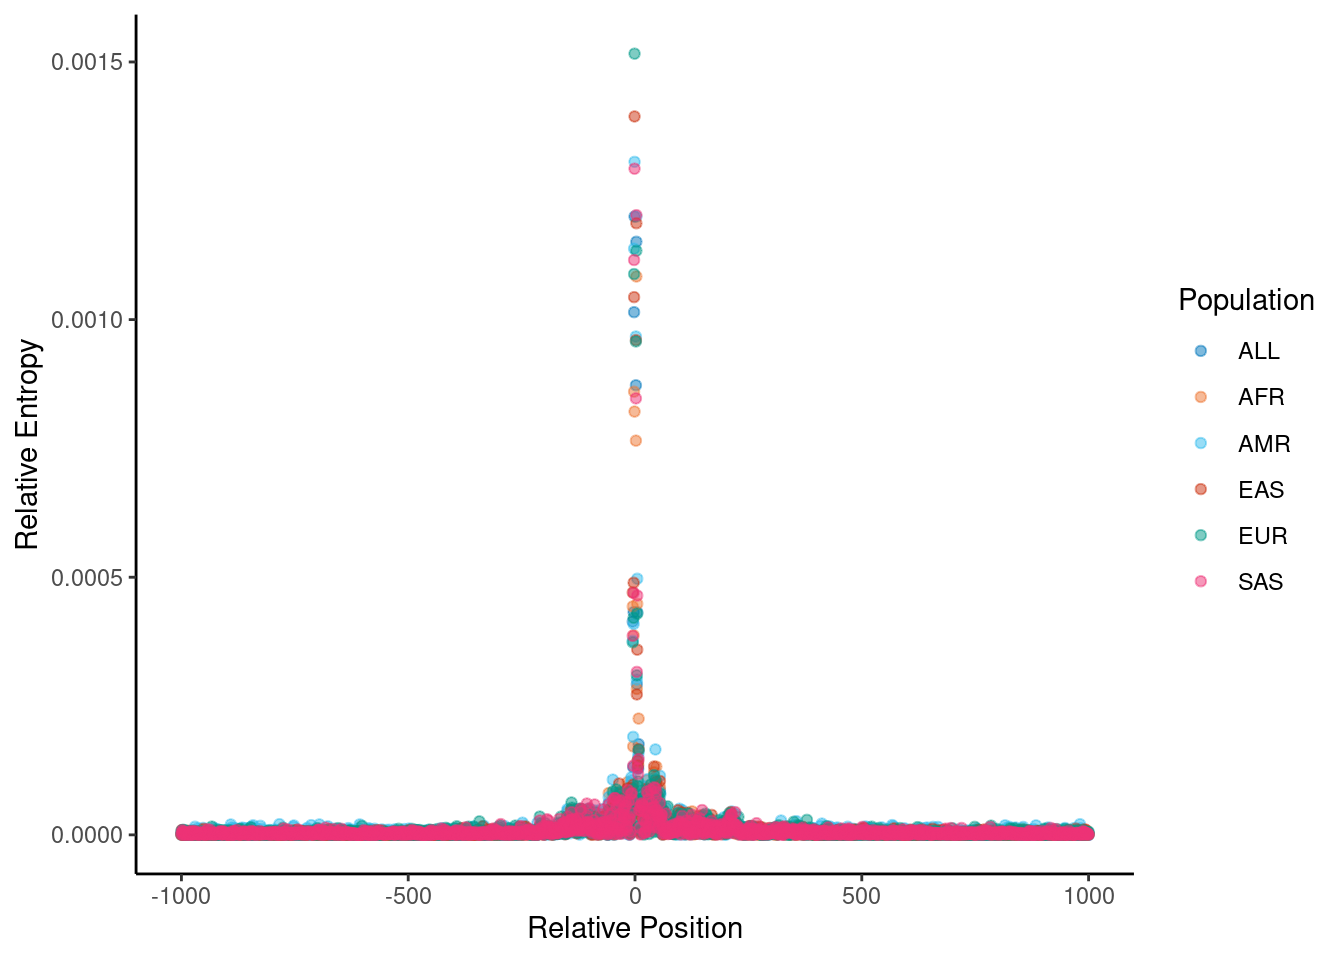 0.0015
0.0010
0.0005
0.0000
Relative Entropy
-1000
-500
0
500
1000
Relative Position
Population
ALL
AFR
AMR
EAS
EUR
SAS